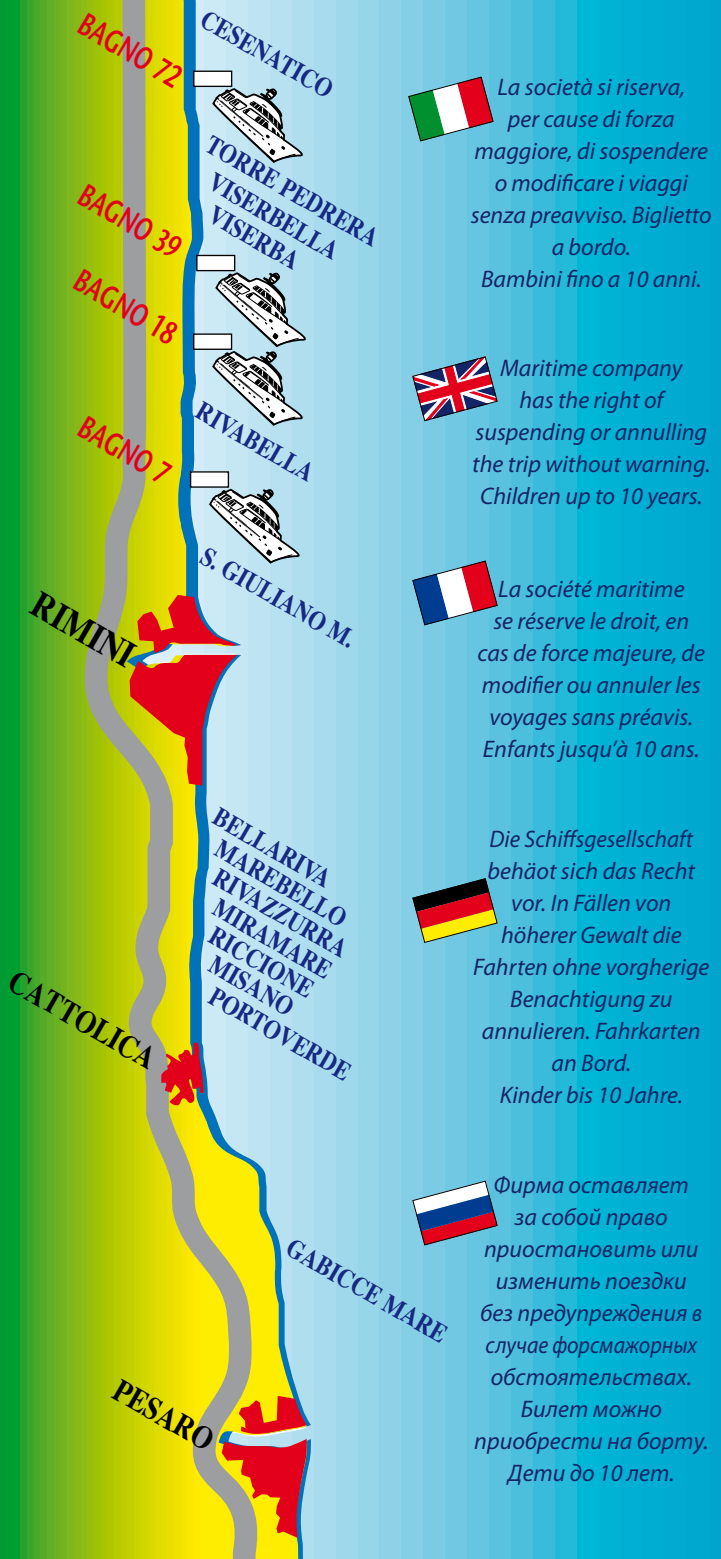 BAGNO 72
CESENATICO
TORRE PEDRERA
VISERBELLA
VISERBA
BAGNO 39
BAGNO 18
RIVABELLA
BAGNO 7
S. GIULIANO M.
RIMINI
BELLARIVA
MAREBELLO
RIVAZZURRA
MIRAMARE
RICCIONE
MISANO
PORTOVERDE
CATTOLICA
GABICCE MARE
PESARO
La società si riserva,
per cause di forza
maggiore, di sospendere
o modificare i viaggi
senza preavviso. Biglietto
a bordo.
Bambini fino a 10 anni.
Maritime company
has the right of
suspending or annulling
the trip without warning.
Children up to 10 years.
La société maritime
se réserve le droit, en
cas de force majeure, de
modifier ou annuler les
voyages sans préavis.
Enfants jusqu'à 10 ans.
Die Schiffsgesellschaft
behäot sich das Recht
vor. In Fällen von
höherer Gewalt die
Fahrten ohne vorgherige
Benachtigung zu
annulieren. Fahrkarten
an Bord.
Kinder bis 10 Jahre.
Фирма оставляет
за собой право
приостановить или
изменить поездки
без предупреждения в
случае форсмажорных
обстоятельствах.
Билет можно
приобрести на борту.
Дети до 10 лет.